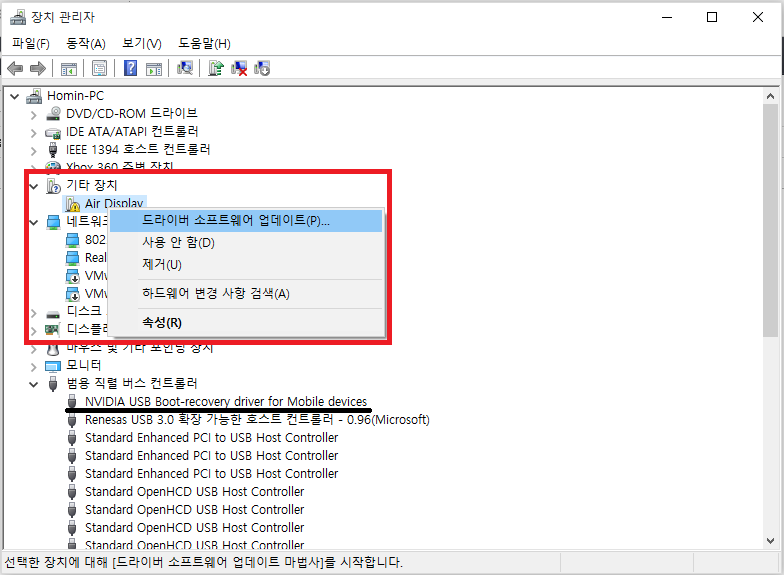 장치 관리자
파일(F) 동작(A) 보기(V) 도움말(H)
Homin-PC
DVD/CD-ROM 드라이브
IDE ATA/ATAPI 컨트롤러
IEEE 1394 호스트 컨트롤러
Xbox 360 주변 장치
기타 장치
Air Display
드라이버 소프트웨어 업데이트(P)...
사용 안 함(D)
제거(U)
하드웨어 변경 사항 검색(A)
속성(R)
네트워크
802
Real
VMw
VMw
디스크
디스플레
마우스 및 기타 포인팅 장치
모니터
범용 직렬 버스 컨트롤러
NVIDIA USB Boot-recovery driver for Mobile devices
Renesas USB 3.0 확장 가능한 호스트 컨트롤러 - 0.96(Microsoft)
Standard Enhanced PCI to USB Host Controller
Standard Enhanced PCI to USB Host Controller
Standard Enhanced PCI to USB Host Controller
Standard OpenHCD USB Host Controller
Standard OpenHCD USB Host Controller
Standard OpenHCD USB Host Controller
Standard OpenHCD USB Host Controller
선택한 장치에 대해 [드라이버 소프트웨어 업데이트 마법사]를 시작합니다.